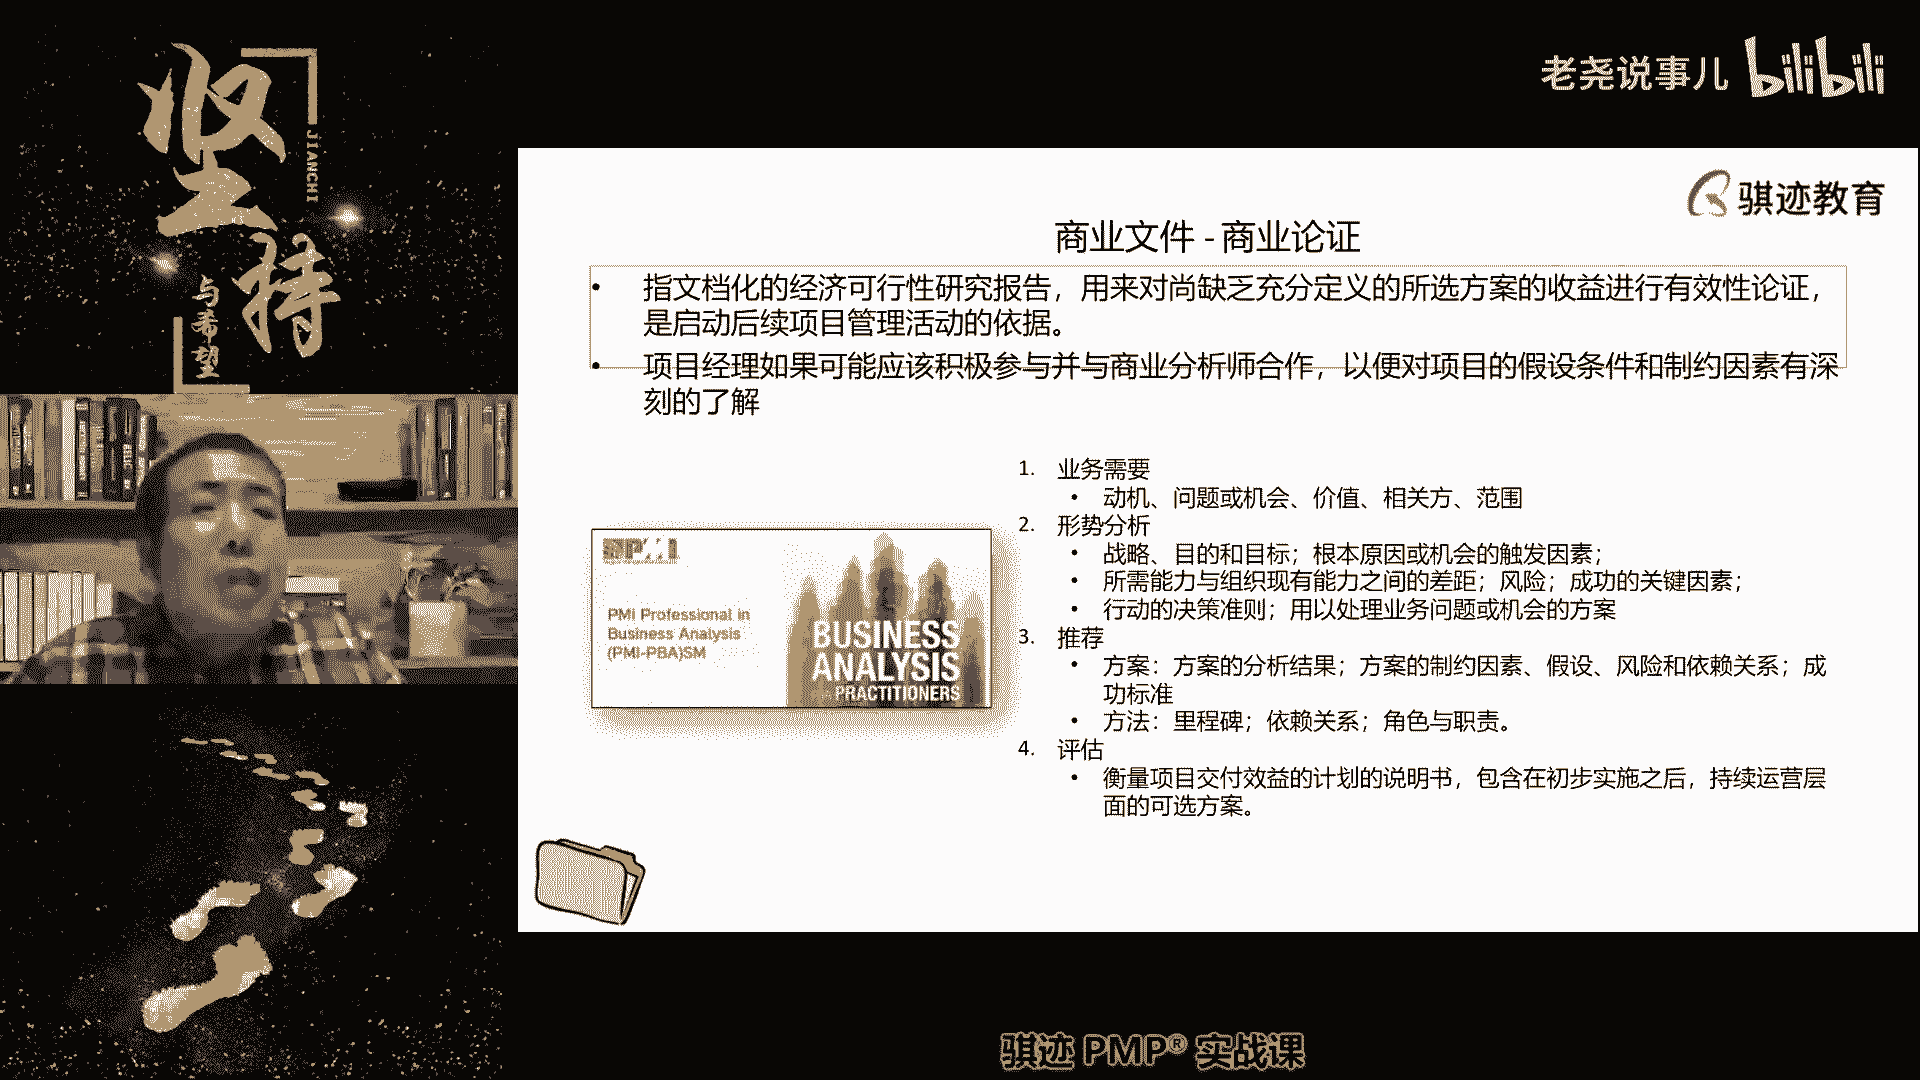 坚持
JIANCHI
与希望
老尧说事儿 bilibili
骐迹教育
商业文件 - 商业论证
• 指文档化的经济可行性研究报告，用来对尚缺乏充分定义的所选方案的收益进行有效性论证，
是启动后续项目管理活动的依据。
• 项目经理如果可能应该积极参与并与商业分析师合作，以便对项目的假设条件和制约因素有深
刻的了解
1. 业务需要
• 动机、问题或机会、价值、相关方、范围
2. 形势分析
• 战略、目的和目标；根本原因或机会的触发因素；
• 所需能力与组织现有能力之间的差距；风险；成功的关键因素；
• 行动的决策准则；用以处理业务问题或机会的方案
3. 推荐
• 方案：方案的分析结果；方案的制约因素、假设、风险和依赖关系；成
功标准
• 方法：里程碑；依赖关系；角色与职责。
4. 评估
• 衡量项目交付效益的计划的说明书，包含在初步实施之后，持续运营层
面的可选方案。
PMI
PMI Professional in
Business Analysis
(PMI-PBA)SM
BUSINESS
ANALYSIS
PRACTITIONERS
骐迹 PMP® 实战课